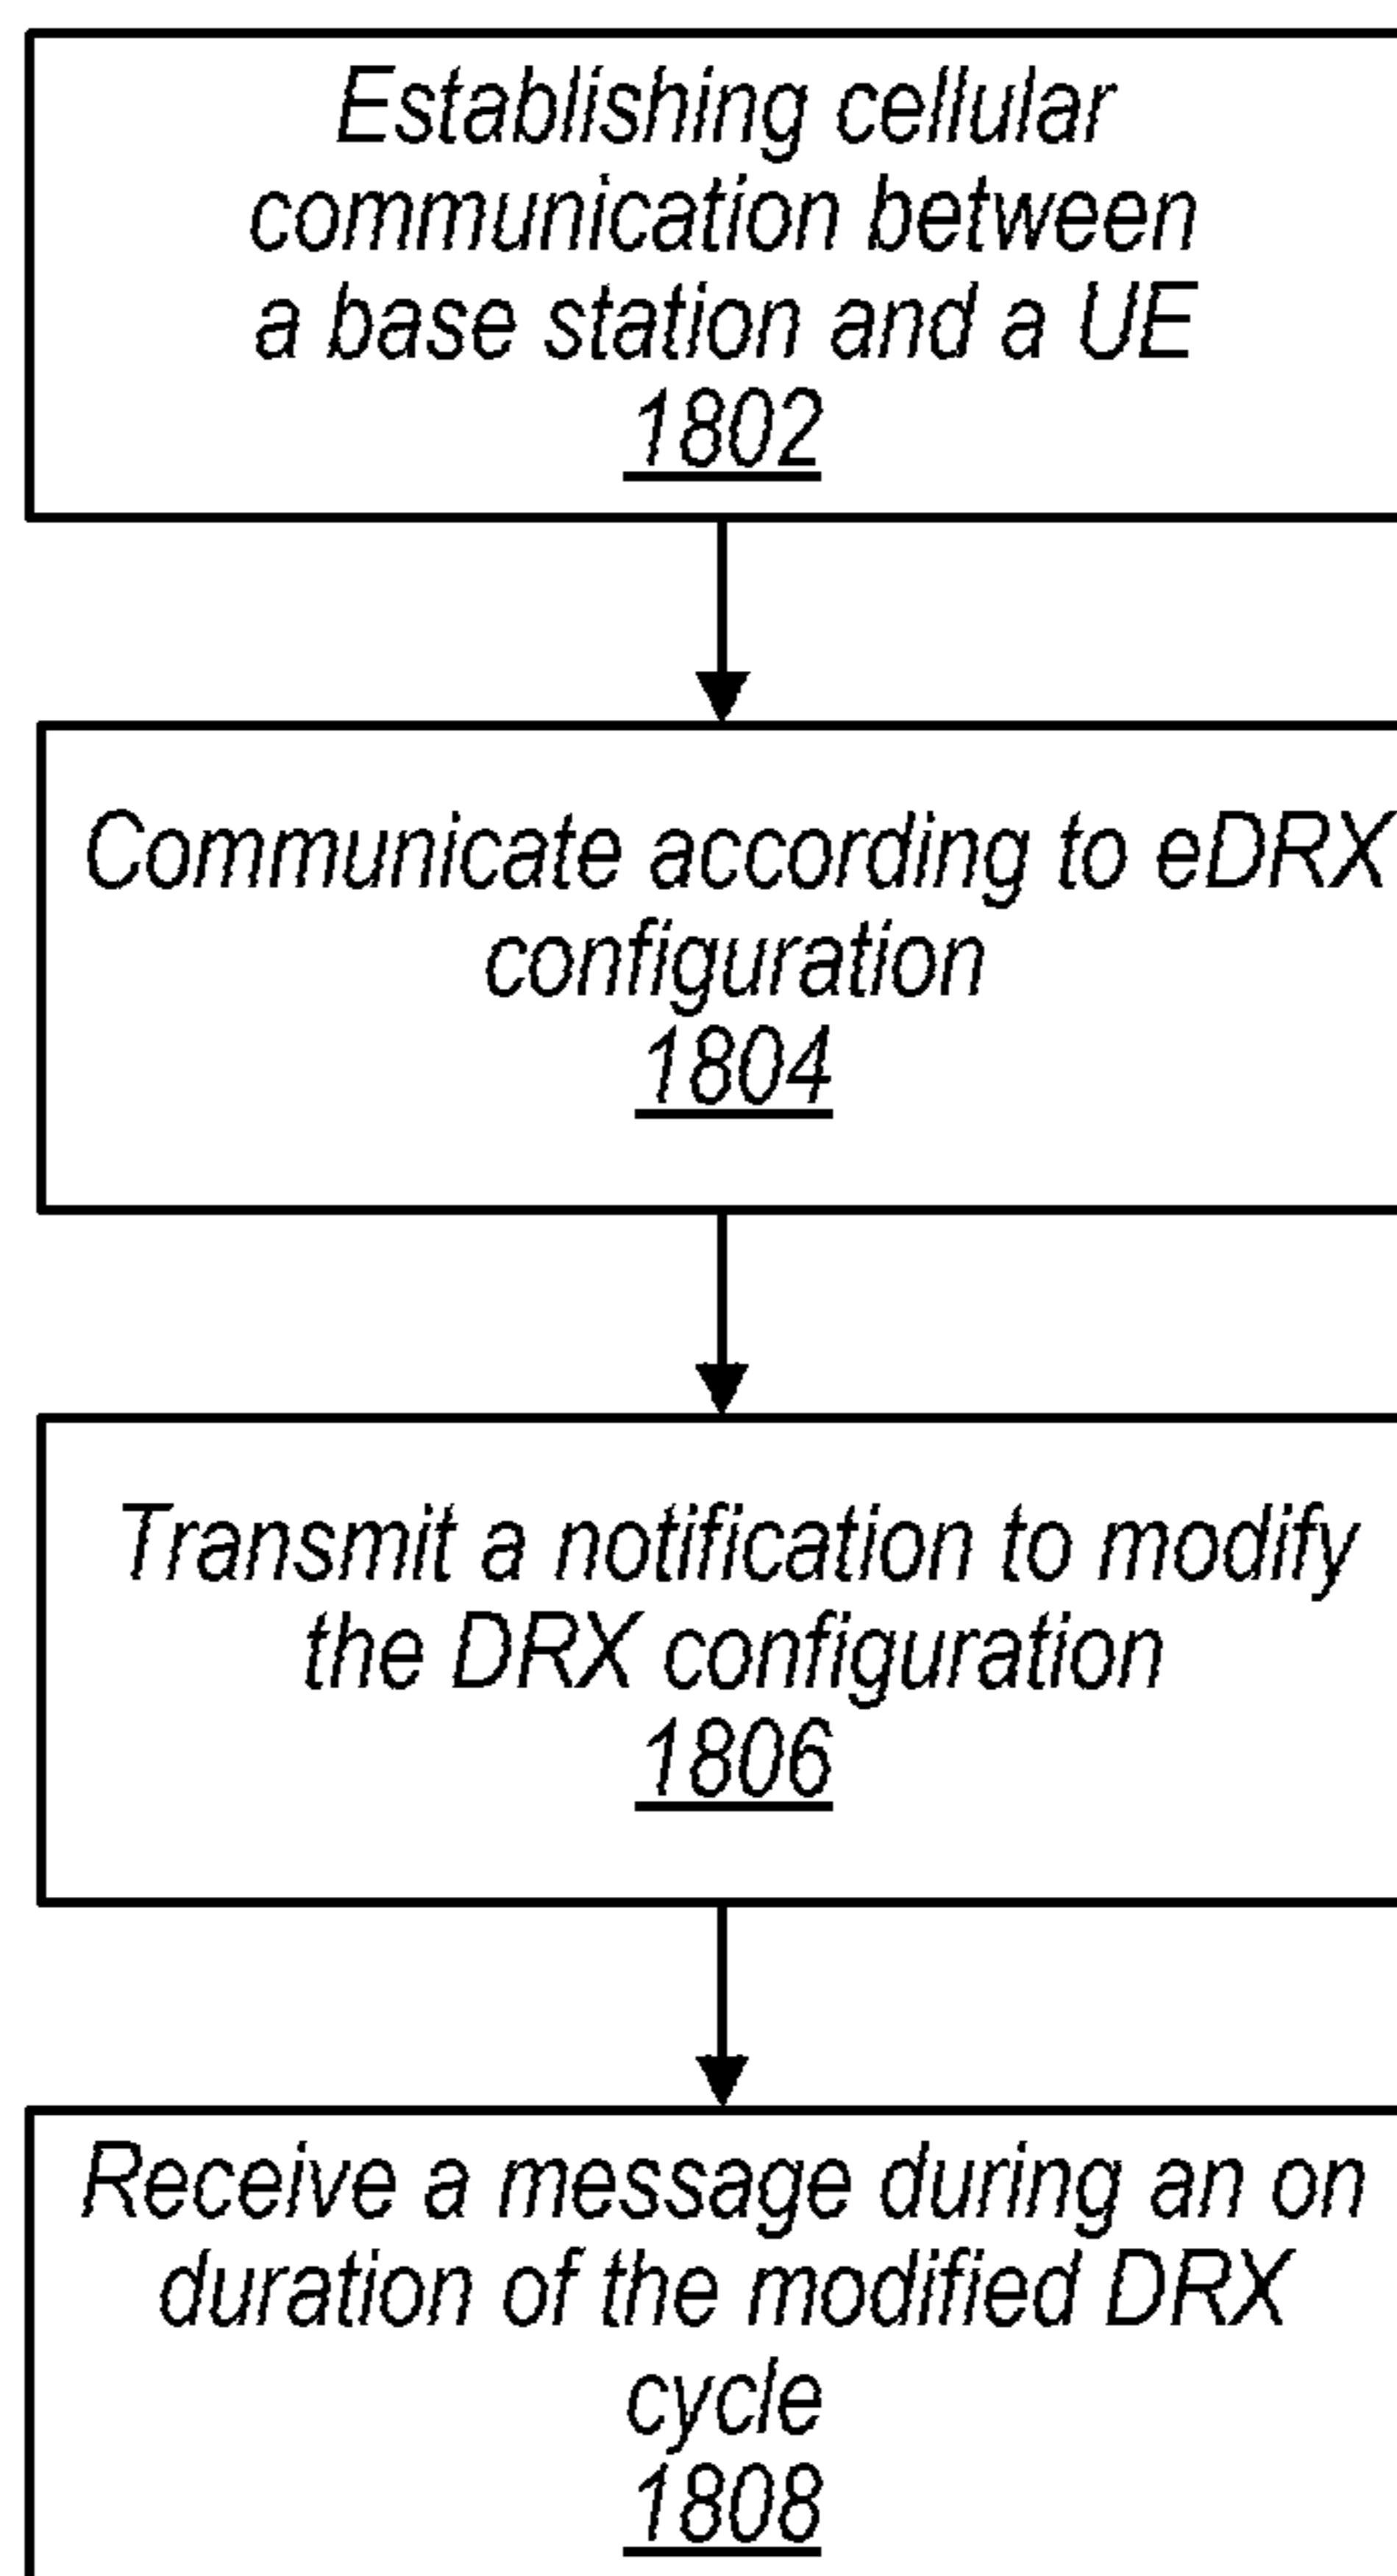 Establishing cellular
communication between
a base station and a UE
1802
Communicate according to eDRX
configuration
1804
Transmit a notification to modify
the DRX configuration
1806
Receive a message during an on
duration of the modified DRX
cycle
1808